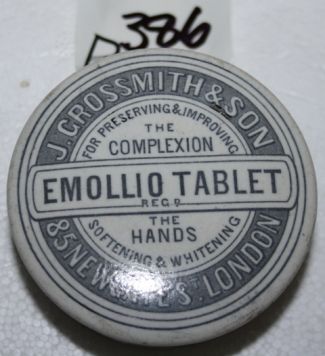 386
J. GROSSMITH & SON
FOR PRESERVING & IMPROVING
THE
COMPLEXION
EMOLLIO TABLET
REGD
THE
HANDS
SOFTENING & WHITENING
85 NEWGATE ST. LONDON